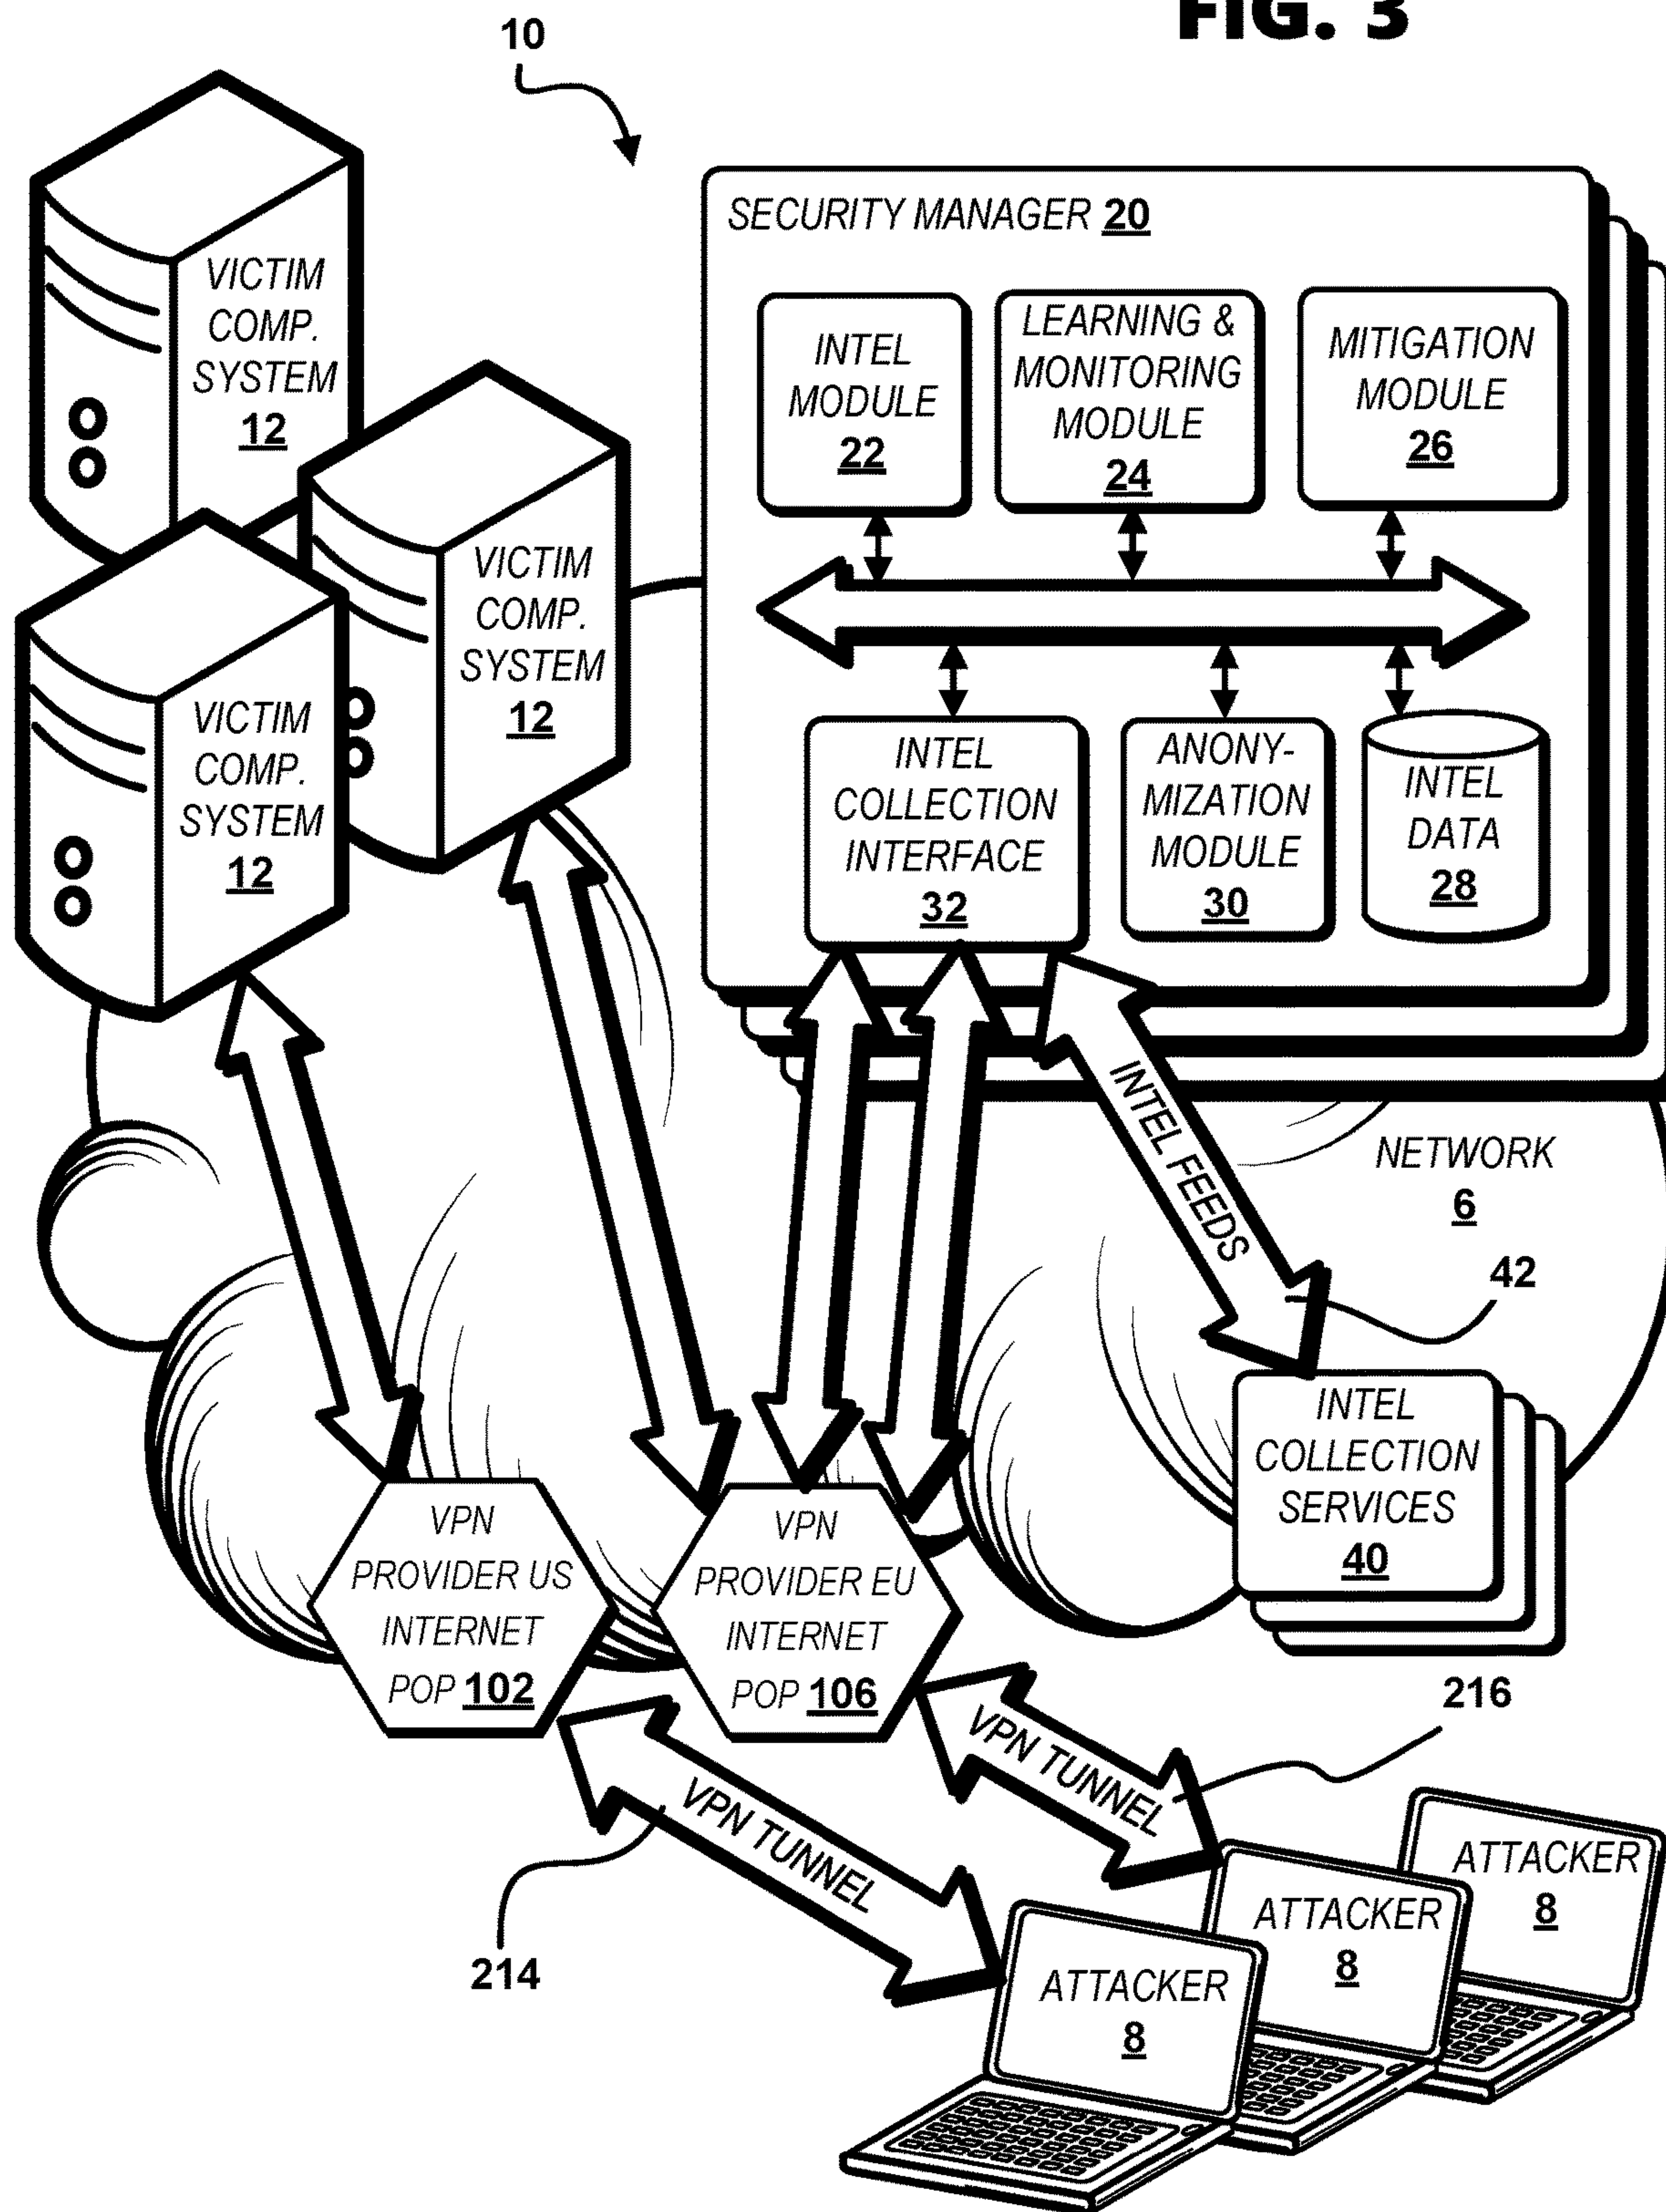 FIG. 3
10
VICTIM
COMP.
SYSTEM
12
VICTIM
COMP.
SYSTEM
12
VICTIM
COMP.
SYSTEM
12
SECURITY MANAGER 20
INTEL
MODULE
22
LEARNING &
MONITORING
MODULE
24
MITIGATION
MODULE
26
INTEL
COLLECTION
INTERFACE
32
ANONY-
MIZATION
MODULE
30
INTEL
DATA
28
INTEL FEEDS
NETWORK
6
42
INTEL
COLLECTION
SERVICES
40
VPN
PROVIDER US
INTERNET
POP 102
VPN
PROVIDER EU
INTERNET
POP 106
216
VPN TUNNEL
VPN TUNNEL
214
ATTACKER
8
ATTACKER
8
ATTACKER
8